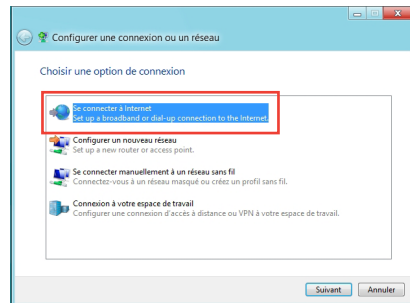 Configurer une connexion ou un réseau
Choisir une option de connexion
Se connecter à Internet
Set up a broadband or dial-up connection to the Internet.
Configurer un nouveau réseau
Set up a new router or access point.
Se connecter manuellement à un réseau sans fil
Connectez-vous à un réseau masqué ou créez un profil sans fil.
Connexion à votre espace de travail
Configurer une connexion d'accès à distance ou VPN à votre espace de travail.
Suivant
Annuler